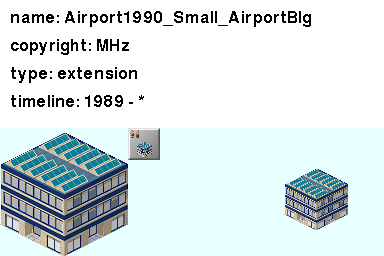 name: Airport1990_Small_AirportBlg
copyright: MHz
type: extension
timeline: 1989 - *